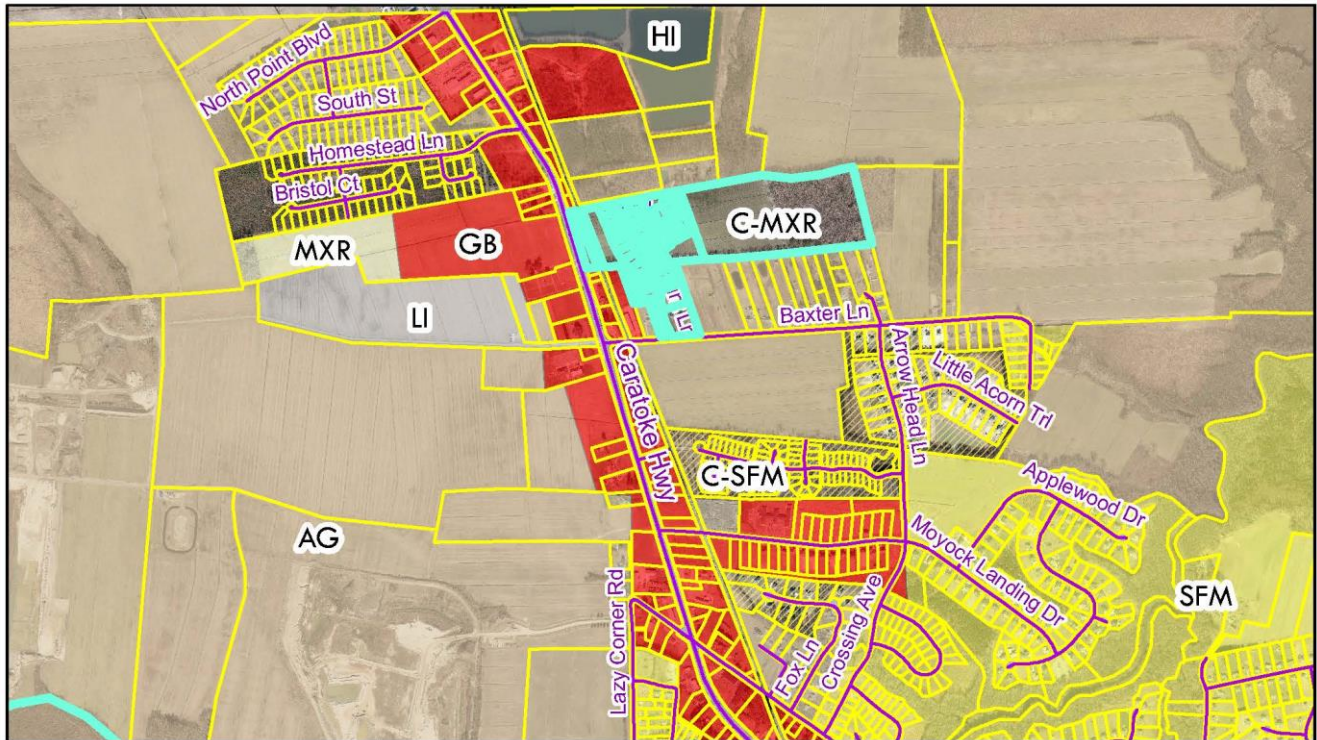 HI
North Point Blvd
South St
Homestead Ln
Bristol Ct
C-MXR
MXR
GB
LI
Baxter Ln
Arrow Head Ln
Little Acorn Trl
Caratoke Hwy
C-SFM
Applewood Dr
AG
Moyock Landing Dr
SFM
Lazy Corner Rd
Fox Ln
Crossing Ave